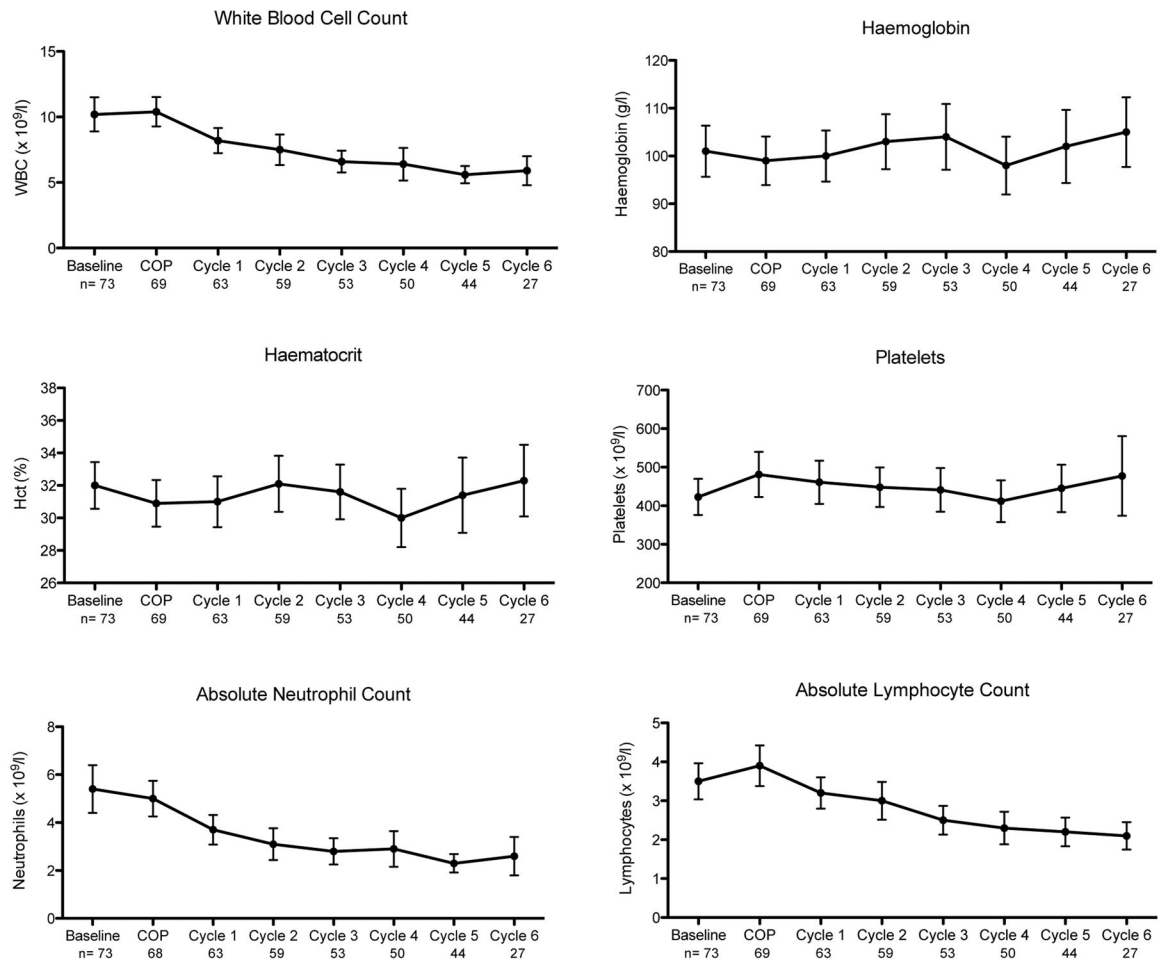 White Blood Cell Count
WBC (x 10⁹/l)
15
10
5
0
Baseline COP Cycle 1 Cycle 2 Cycle 3 Cycle 4 Cycle 5 Cycle 6
n= 73 69 63 59 53 50 44 27
Haemoglobin
Haemoglobin (g/l)
120
110
100
90
80
Baseline COP Cycle 1 Cycle 2 Cycle 3 Cycle 4 Cycle 5 Cycle 6
n= 73 69 63 59 53 50 44 27
Haematocrit
Hct (%)
38
36
34
32
30
28
26
Baseline COP Cycle 1 Cycle 2 Cycle 3 Cycle 4 Cycle 5 Cycle 6
n= 73 69 63 59 53 50 44 27
Platelets
Platelets (x 10⁹/l)
700
600
500
400
300
200
Baseline COP Cycle 1 Cycle 2 Cycle 3 Cycle 4 Cycle 5 Cycle 6
n= 73 69 63 59 53 50 44 27
Absolute Neutrophil Count
Neutrophils (x 10⁹/l)
8
6
4
2
0
Baseline COP Cycle 1 Cycle 2 Cycle 3 Cycle 4 Cycle 5 Cycle 6
n= 73 68 63 59 53 50 44 27
Absolute Lymphocyte Count
Lymphocytes (x 10⁹/l)
5
4
3
2
1
0
Baseline COP Cycle 1 Cycle 2 Cycle 3 Cycle 4 Cycle 5 Cycle 6
n= 73 69 63 59 53 50 44 27